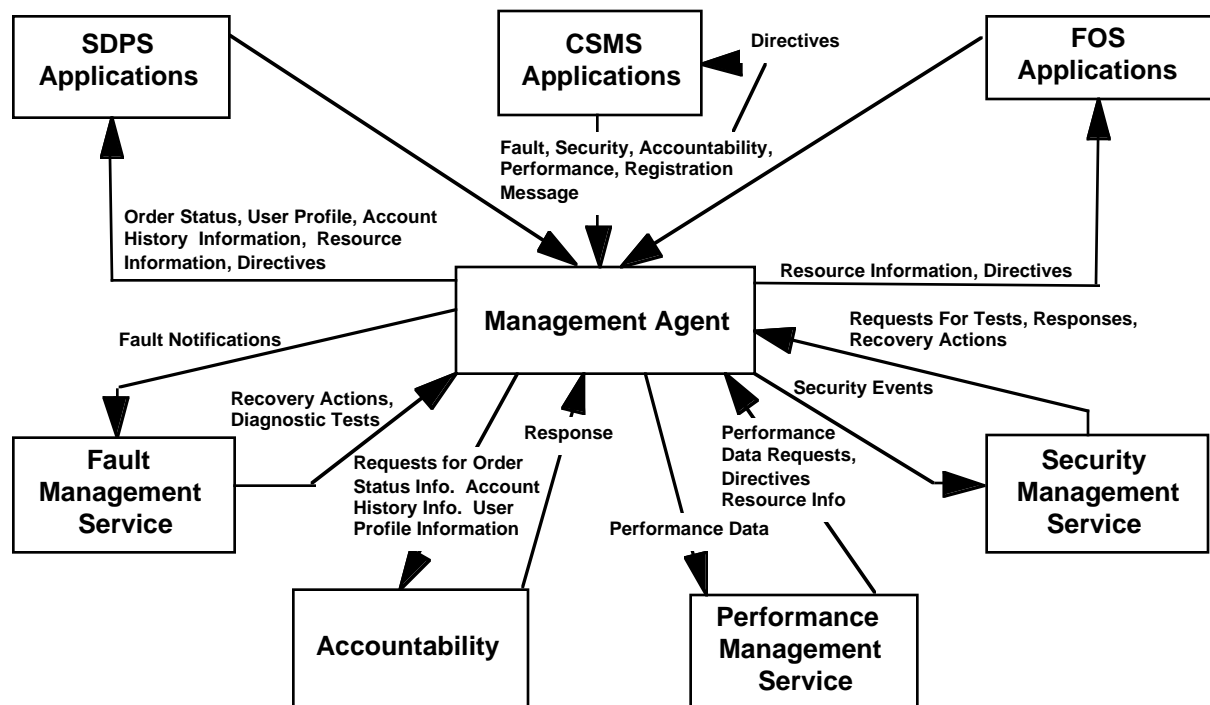 SDPS
Applications
CSMS
Applications
Directives
FOS
Applications
Fault, Security, Accountability,
Performance, Registration
Message
Order Status, User Profile, Account
History Information, Resource
Information, Directives
Resource Information, Directives
Management Agent
Fault Notifications
Requests For Tests, Responses,
Recovery Actions
Recovery Actions,
Diagnostic Tests
Security Events
Response
Performance
Data Requests,
Directives
Resource Info
Fault
Management
Service
Requests for Order
Status Info. Account
History Info. User
Profile Information
Security
Management
Service
Performance Data
Accountability
Performance
Management
Service